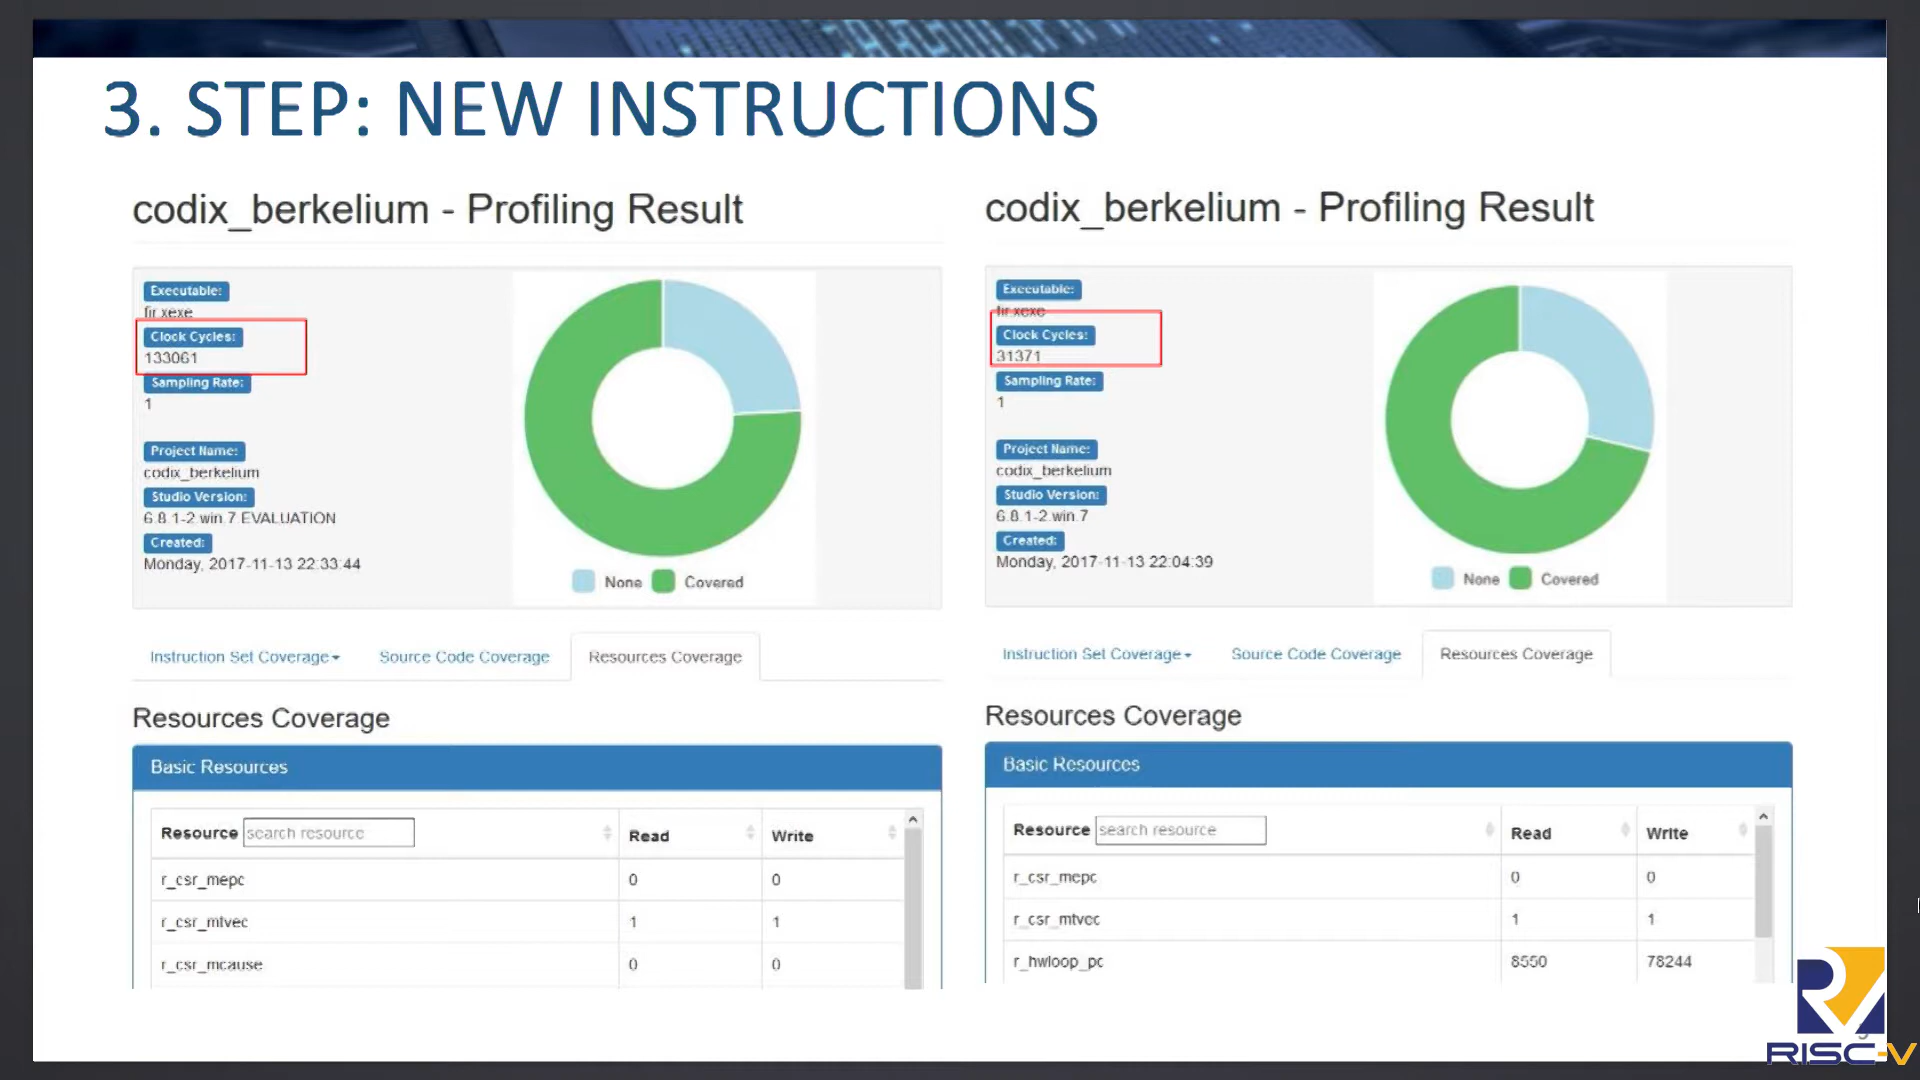 3. STEP: NEW INSTRUCTIONS
codix_berkelium - Profiling Result
Executable:
fir.xexe
Clock Cycles:
133061
Sampling Rate:
1
Project Name:
codix_berkelium
Studio Version:
6.8.1-2.win.7.EVALUATION
Created:
Monday, 2017-11-13 22:33:44
None Covered
Instruction Set Coverage Source Code Coverage Resources Coverage
Resources Coverage
Basic Resources
Resource search resource Read Write
r_csr_mepc 0 0
r_csr_mtvec 1 1
r_csr_mcause 0 0
codix_berkelium - Profiling Result
Executable:
fir.xexe
Clock Cycles:
31371
Sampling Rate:
1
Project Name:
codix_berkelium
Studio Version:
6.8.1-2.win.7
Created:
Monday, 2017-11-13 22:04:39
None Covered
Instruction Set Coverage Source Code Coverage Resources Coverage
Resources Coverage
Basic Resources
Resource search resource Read Write
r_csr_mepc 0 0
r_csr_mtvec 1 1
r_hwloop_pc 8550 78244
RISC-V